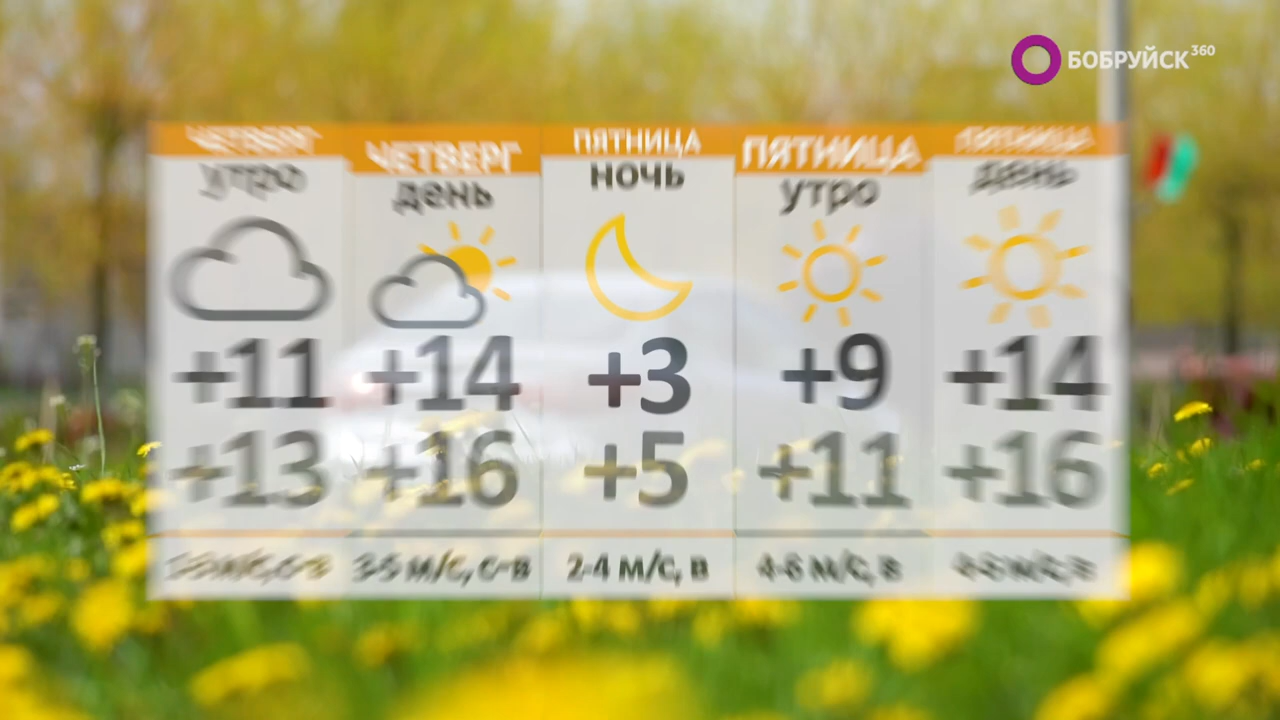 БОБРУЙСК360
ЧЕТВЕРГ
утро
+11
+13
ЧЕТВЕРГ
день
+14
+16
3-5 м/с, с-в
ПЯТНИЦА
ночь
+3
+5
2-4 м/с, в
ПЯТНИЦА
утро
+9
+11
4-6 м/с, в
ПЯТНИЦА
день
+14
+16